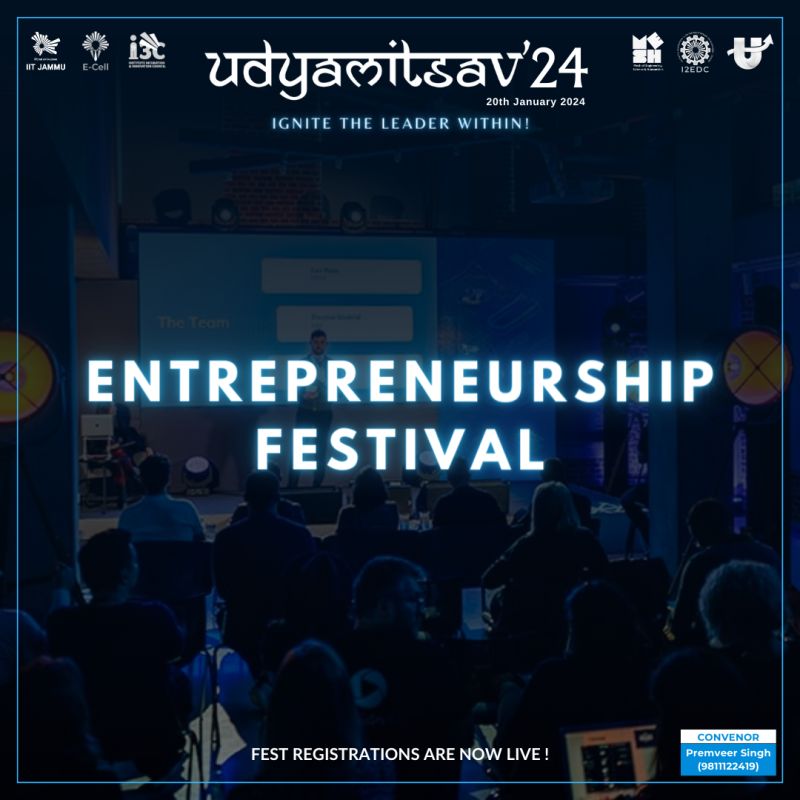 IIT JAMMU
E-Cell
i3c
udyamitsav'24
20th January 2024
IGNITE THE LEADER WITHIN!
I2EDC
The Team
ENTREPRENEURSHIP
FESTIVAL
FEST REGISTRATIONS ARE NOW LIVE !
CONVENOR
Premveer Singh
(9811122419)